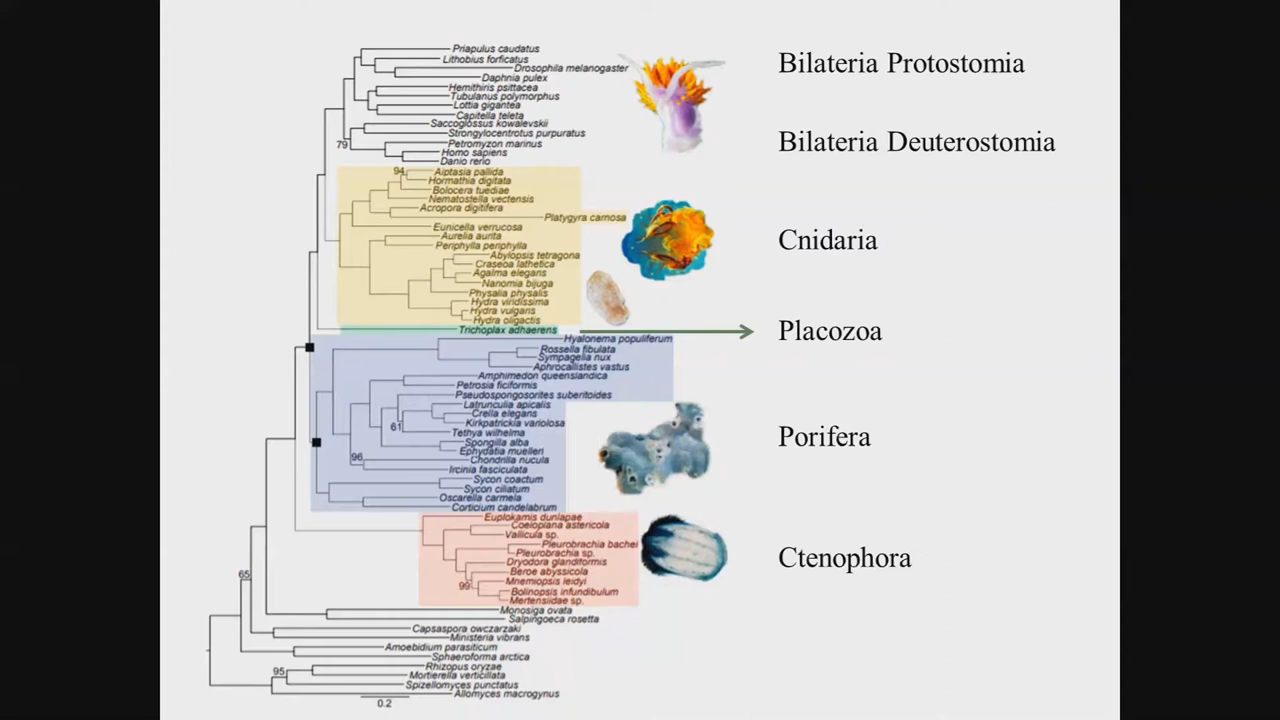 Priapulus caudatus
Lithobius forficatus
Drosophila melanogaster
Daphnia pulex
Hemithiris psittacea
Tubulanus polymorphus
Lottia gigantea
Capitella teleta
Saccoglossus kowalevskii
Strongylocentrotus purpuratus
79
Petromyzon marinus
Homo sapiens
Danio rerio
Bilateria Protostomia
Bilateria Deuterostomia
94
Aiptasia pallida
Hormathia digitata
Bolocera tuediae
Nematostella vectensis
Acropora digitifera
Platygyra carnosa
Eunicella verrucosa
Aurelia aurita
Periphylla periphylla
Abylopsis tetragona
Craseoa lathetica
Agalma elegans
Nanomia bijuga
Physalia physalis
Hydra viridissima
Hydra vulgaris
Hydra oligactis
Cnidaria
Trichoplax adhaerens
Placozoa
Hyalonema populiferum
Rossella fibulata
Sympagella nux
Aphrocallistes vastus
Amphimedon queenslandica
Petrosia ficiformis
Pseudospongosorites suberitoides
Latrunculia apicalis
Crella elegans
Kirkpatrickia variolosa
61
Tethya wilhelma
Spongilla alba
Ephydatia muelleri
96
Chondrilla nucula
Ircinia fasciculata
Sycon coactum
Sycon ciliatum
Oscarella carmela
Corticium candelabrum
Porifera
Euplokamis dunlapae
Coeloplana astericola
Vallicula sp.
Pleurobrachia bachei
Pleurobrachia sp.
Dryodora glandiformis
Beroe abyssicola
Mnemiopsis leidyi
99
Bolinopsis infundibulum
Mertensiidae sp.
Ctenophora
65
Monosiga ovata
Salpingoeca rosetta
Capsaspora owczarzaki
Ministeria vibrans
Amoebidium parasiticum
Sphaeroforma arctica
95
Rhizopus oryzae
Mortierella verticillata
Spizellomyces punctatus
Allomyces macrogynus
0.2